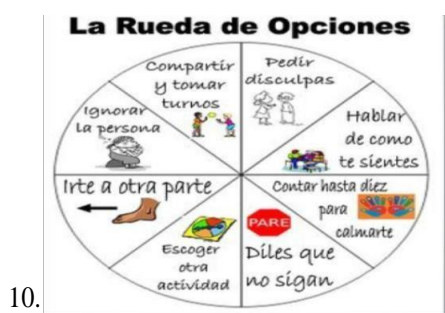 La Rueda de Opciones
Compartir
y tomar
turnos
Pedir
disculpas
Hablar
de como
te sientes
Contar hasta diez
para
calmarte
PARE
Diles que
no sigan
Escoger
otra
actividad
Irte a otra parte
Ignorar
la persona
10.